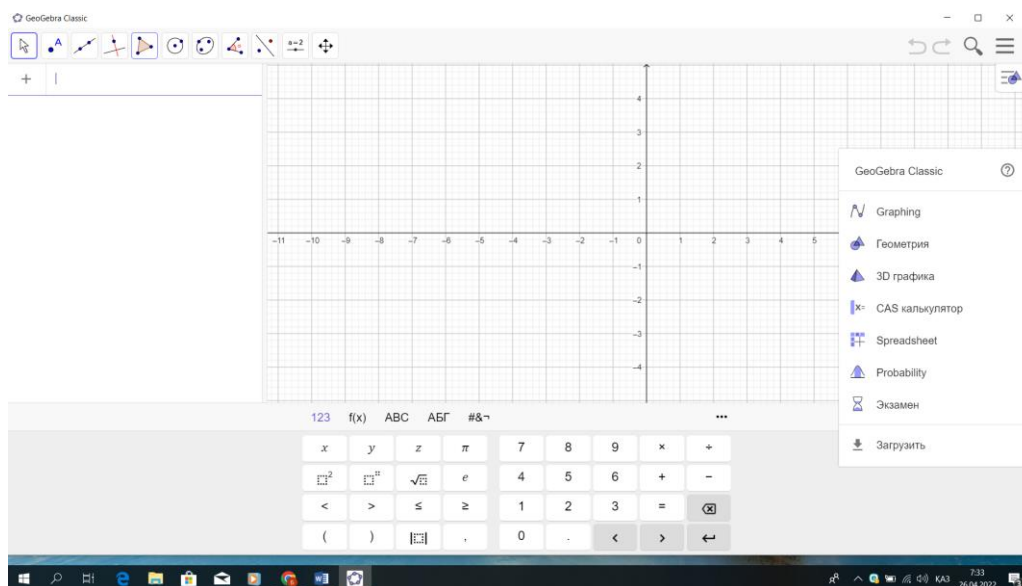 GeoGebra Classic
A
a=2
+
4
3
2
1
−11 −10 −9 −8 −7 −6 −5 −4 −3 −2 −1 0 1 2 3 4 5
−1
−2
−3
−4
GeoGebra Classic
Graphing
Геометрия
3D графика
x= CAS калькулятор
Spreadsheet
Probability
Экзамен
Загрузить
123 f(x) ABC АБГ #&¬ •••
x y z π 7 8 9 × ÷
² √ e 4 5 6 + −
< > ≤ ≥ 1 2 3 =
( ) | | , 0 . < >
КАЗ
7:33
26.04.2022